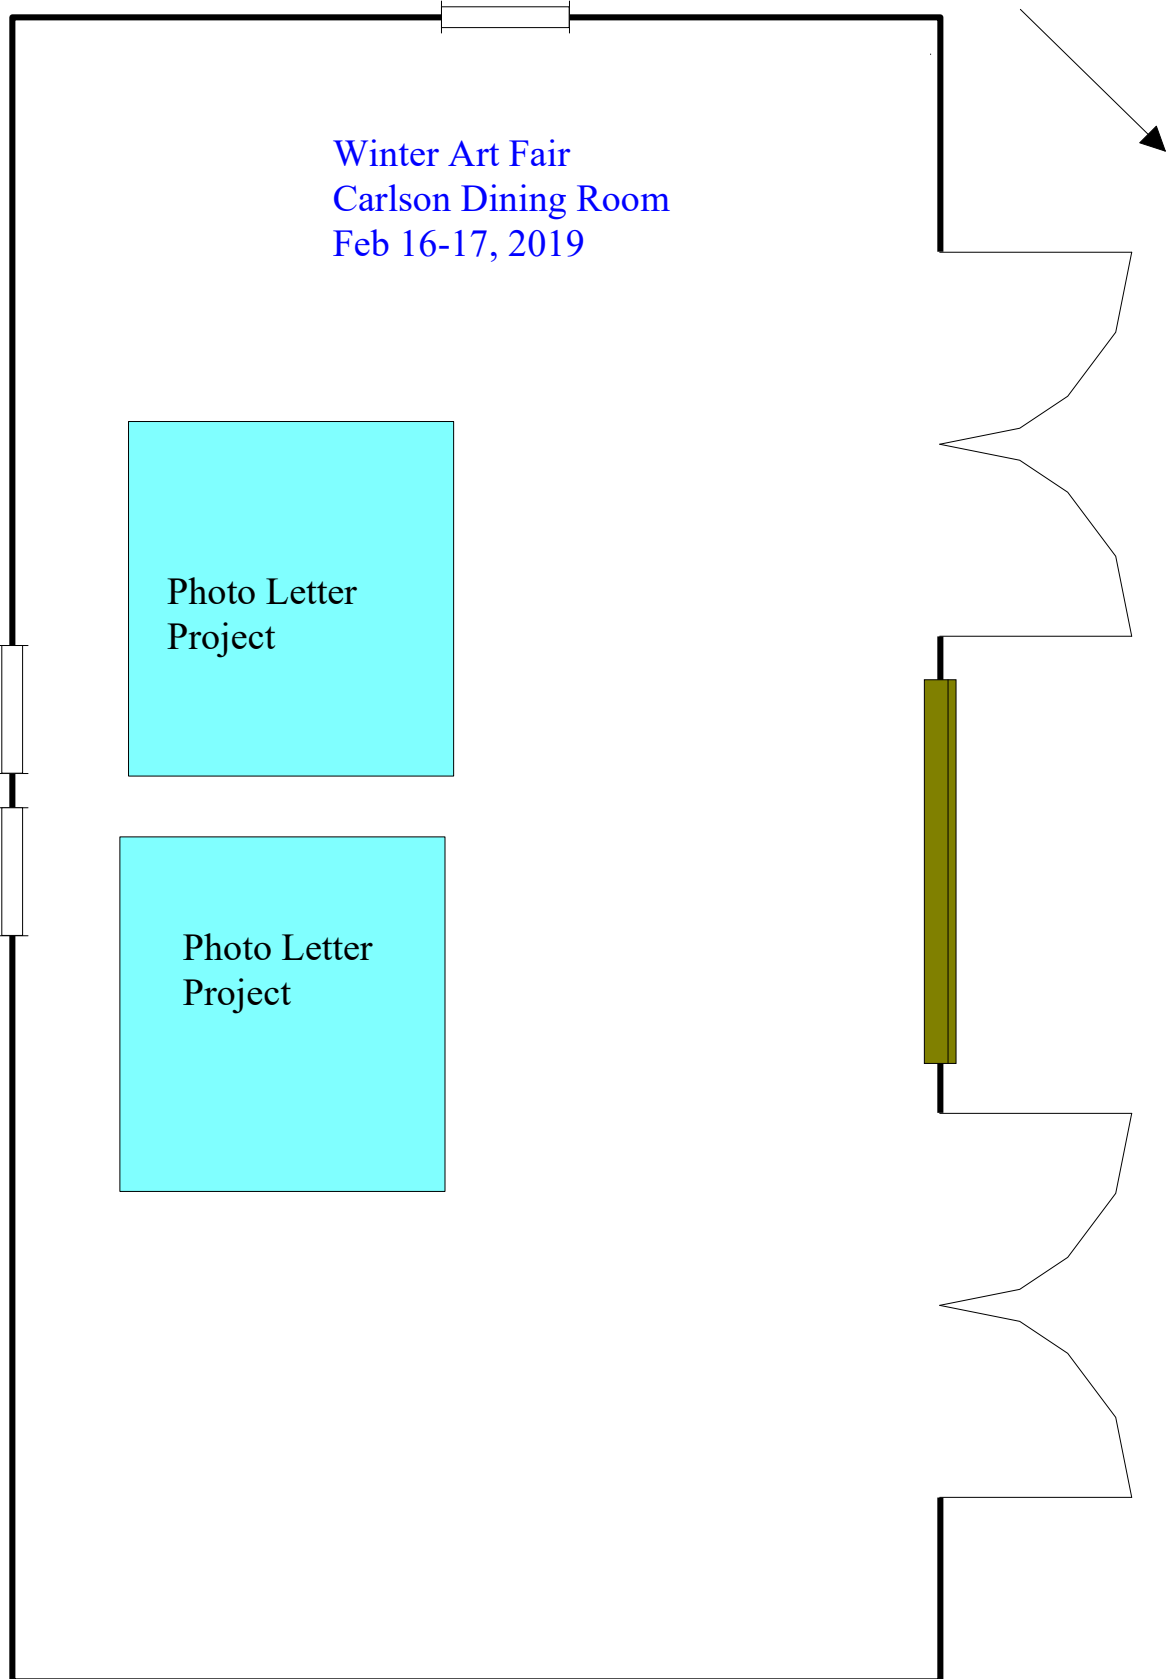 Winter Art Fair
Carlson Dining Room
Feb 16-17, 2019
Photo Letter
Project
Photo Letter
Project